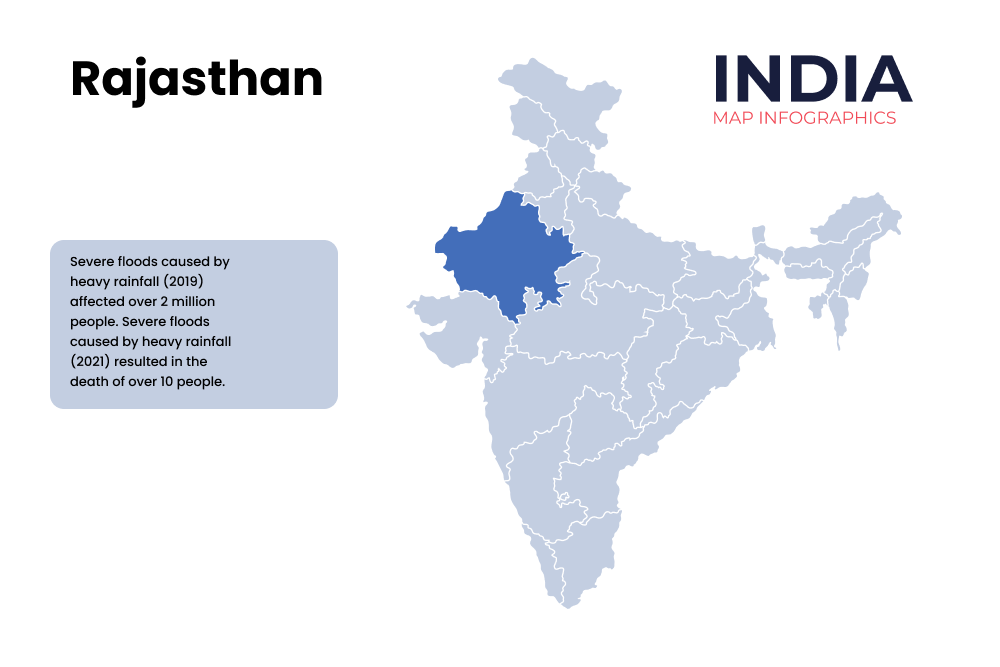 Rajasthan
INDIA
MAP INFOGRAPHICS
Severe floods caused by
heavy rainfall (2019)
affected over 2 million
people. Severe floods
caused by heavy rainfall
(2021) resulted in the
death of over 10 people.